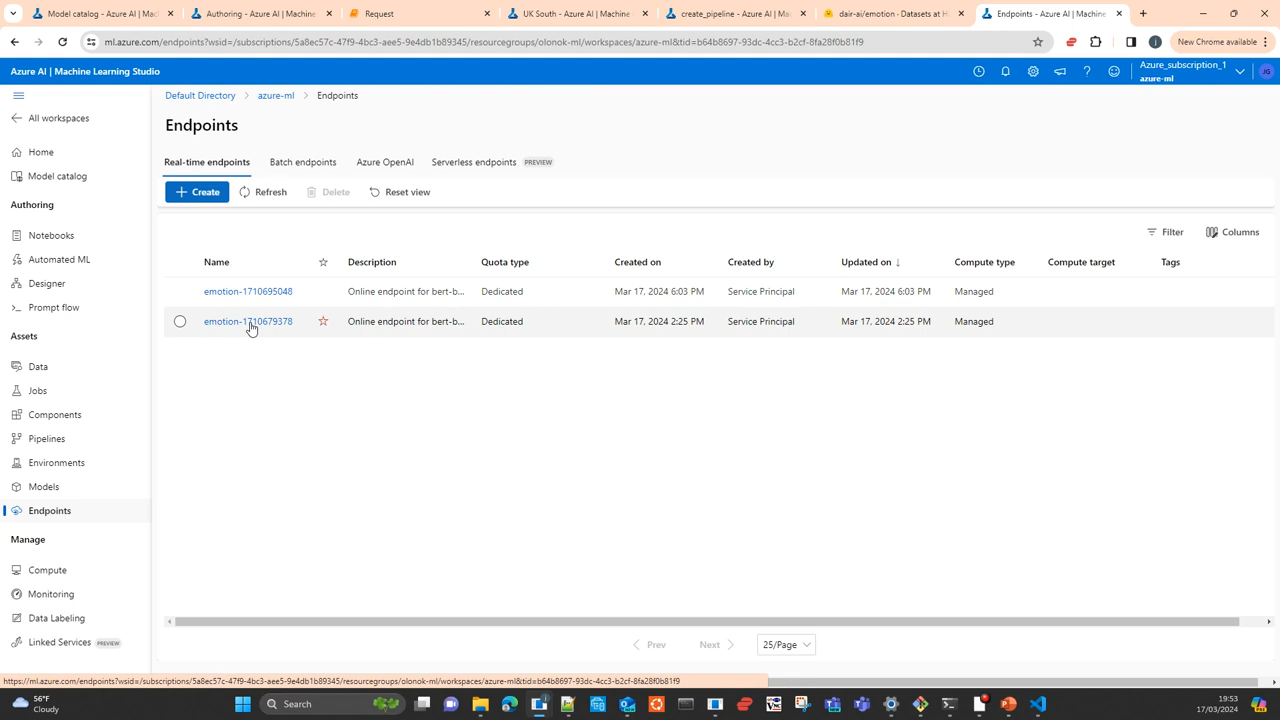 Model catalog - Azure AI | Machine
Authoring - Azure AI | Machine
Request
UK South - Azure AI | Machine
create_pipeline - Azure AI | Machine
dair-ai/emotion · Datasets at H
Endpoints - Azure AI | Machine
ml.azure.com/endpoints?wsid=/subscriptions/5a8ec57c-47f9-4bc3-aee5-9e4db1b89345/resourcegroups/olonok-ml/workspaces/azure-ml&tid=b64b8697-93dc-4cc3-b2cf-8fa28f0b81f9
New Chrome available
Azure AI | Machine Learning Studio
Azure_subscription_1
azure-ml
JG
All workspaces
Home
Model catalog
Authoring
Notebooks
Automated ML
Designer
Prompt flow
Assets
Data
Jobs
Components
Pipelines
Environments
Models
Endpoints
Manage
Compute
Monitoring
Data Labeling
Linked Services PREVIEW
Default Directory > azure-ml > Endpoints
Endpoints
Real-time endpoints Batch endpoints Azure OpenAI Serverless endpoints PREVIEW
Create Refresh Delete Reset view
Filter Columns
Name Description Quota type Created on Created by Updated on ↓ Compute type Compute target Tags
emotion-1710695048 Online endpoint for bert-b... Dedicated Mar 17, 2024 6:03 PM Service Principal Mar 17, 2024 6:03 PM Managed
emotion-1710679378 Online endpoint for bert-b... Dedicated Mar 17, 2024 2:25 PM Service Principal Mar 17, 2024 2:25 PM Managed
Prev Next 25/Page
https://ml.azure.com/endpoints?wsid=/subscriptions/5a8ec57c-47f9-4bc3-aee5-9e4db1b89345/resourcegroups/olonok-ml/workspaces/azure-ml&tid=b64b8697-93dc-4cc3-b2cf-8fa28f0b81f9
56°F
Cloudy
Search
19:53
17/03/2024